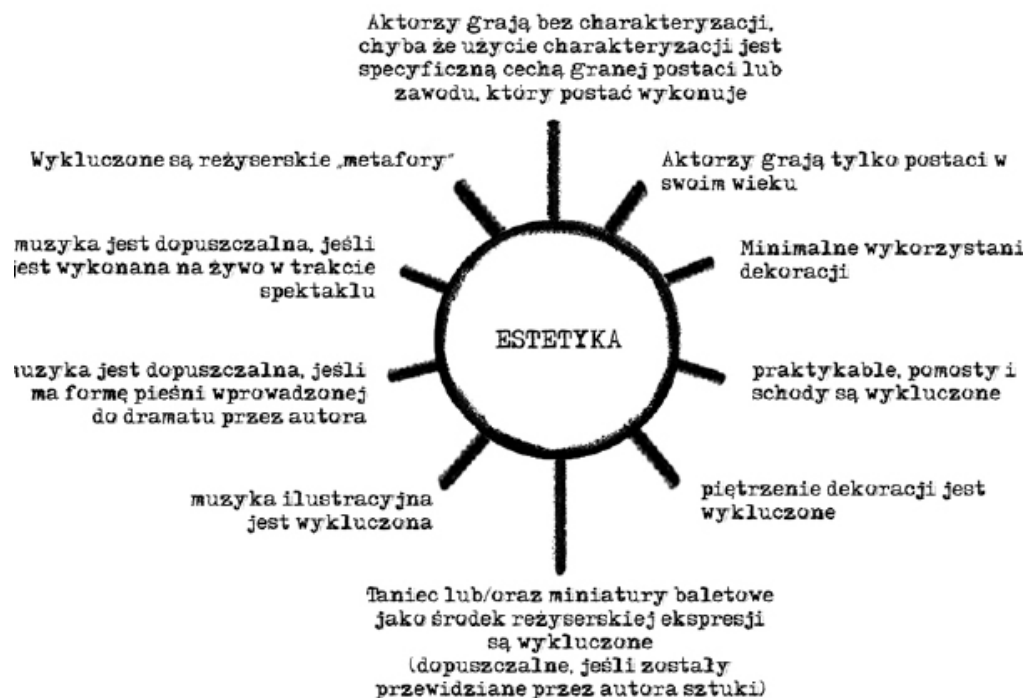 Aktorzy grają bez charakteryzacji,
chyba że użycie charakteryzacji jest
specyficzną cechą granej postaci lub
zawodu, który postać wykonuje
Aktorzy grają tylko postaci w
swoim wieku
Minimalne wykorzystani
dekoracji
praktykable, pomosty i
schody są wykluczone
piętrzenie dekoracji jest
wykluczone
Taniec lub/oraz miniatury baletowe
jako środek reżyserskiej ekspresji
są wykluczone
(dopuszczalne, jeśli zostały
przewidziane przez autora sztuki)
muzyka ilustracyjna
jest wykluczona
muzyka jest dopuszczalna, jeśli
ma formę pieśni wprowadzonej
do dramatu przez autora
muzyka jest dopuszczalna, jeśli
jest wykonana na żywo w trakcie
spektaklu
Wykluczone są reżyserskie „metafory"
ESTETYKA